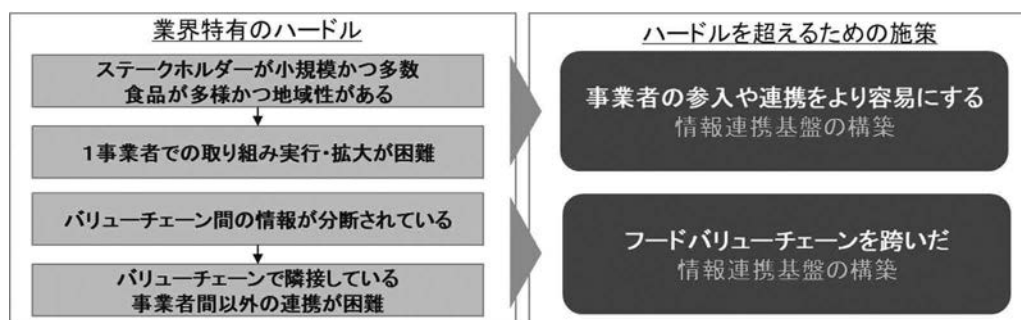 業界特有のハードル
ステークホルダーが小規模かつ多数
食品が多様かつ地域性がある
1事業者での取り組み実行・拡大が困難
バリューチェーン間の情報が分断されている
バリューチェーンで隣接している
事業者間以外の連携が困難
ハードルを超えるための施策
事業者の参入や連携をより容易にする
情報連携基盤の構築
フードバリューチェーンを跨いだ
情報連携基盤の構築